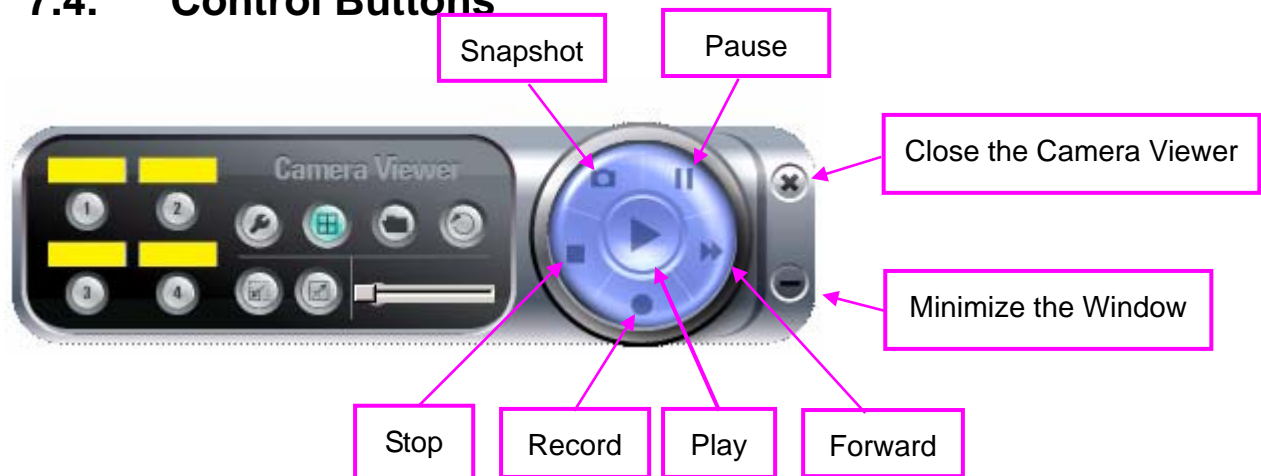 7.4. Control Buttons
Snapshot
Pause
Camera Viewer
Close the Camera Viewer
1
2
3
4
Minimize the Window
Stop
Record
Play
Forward